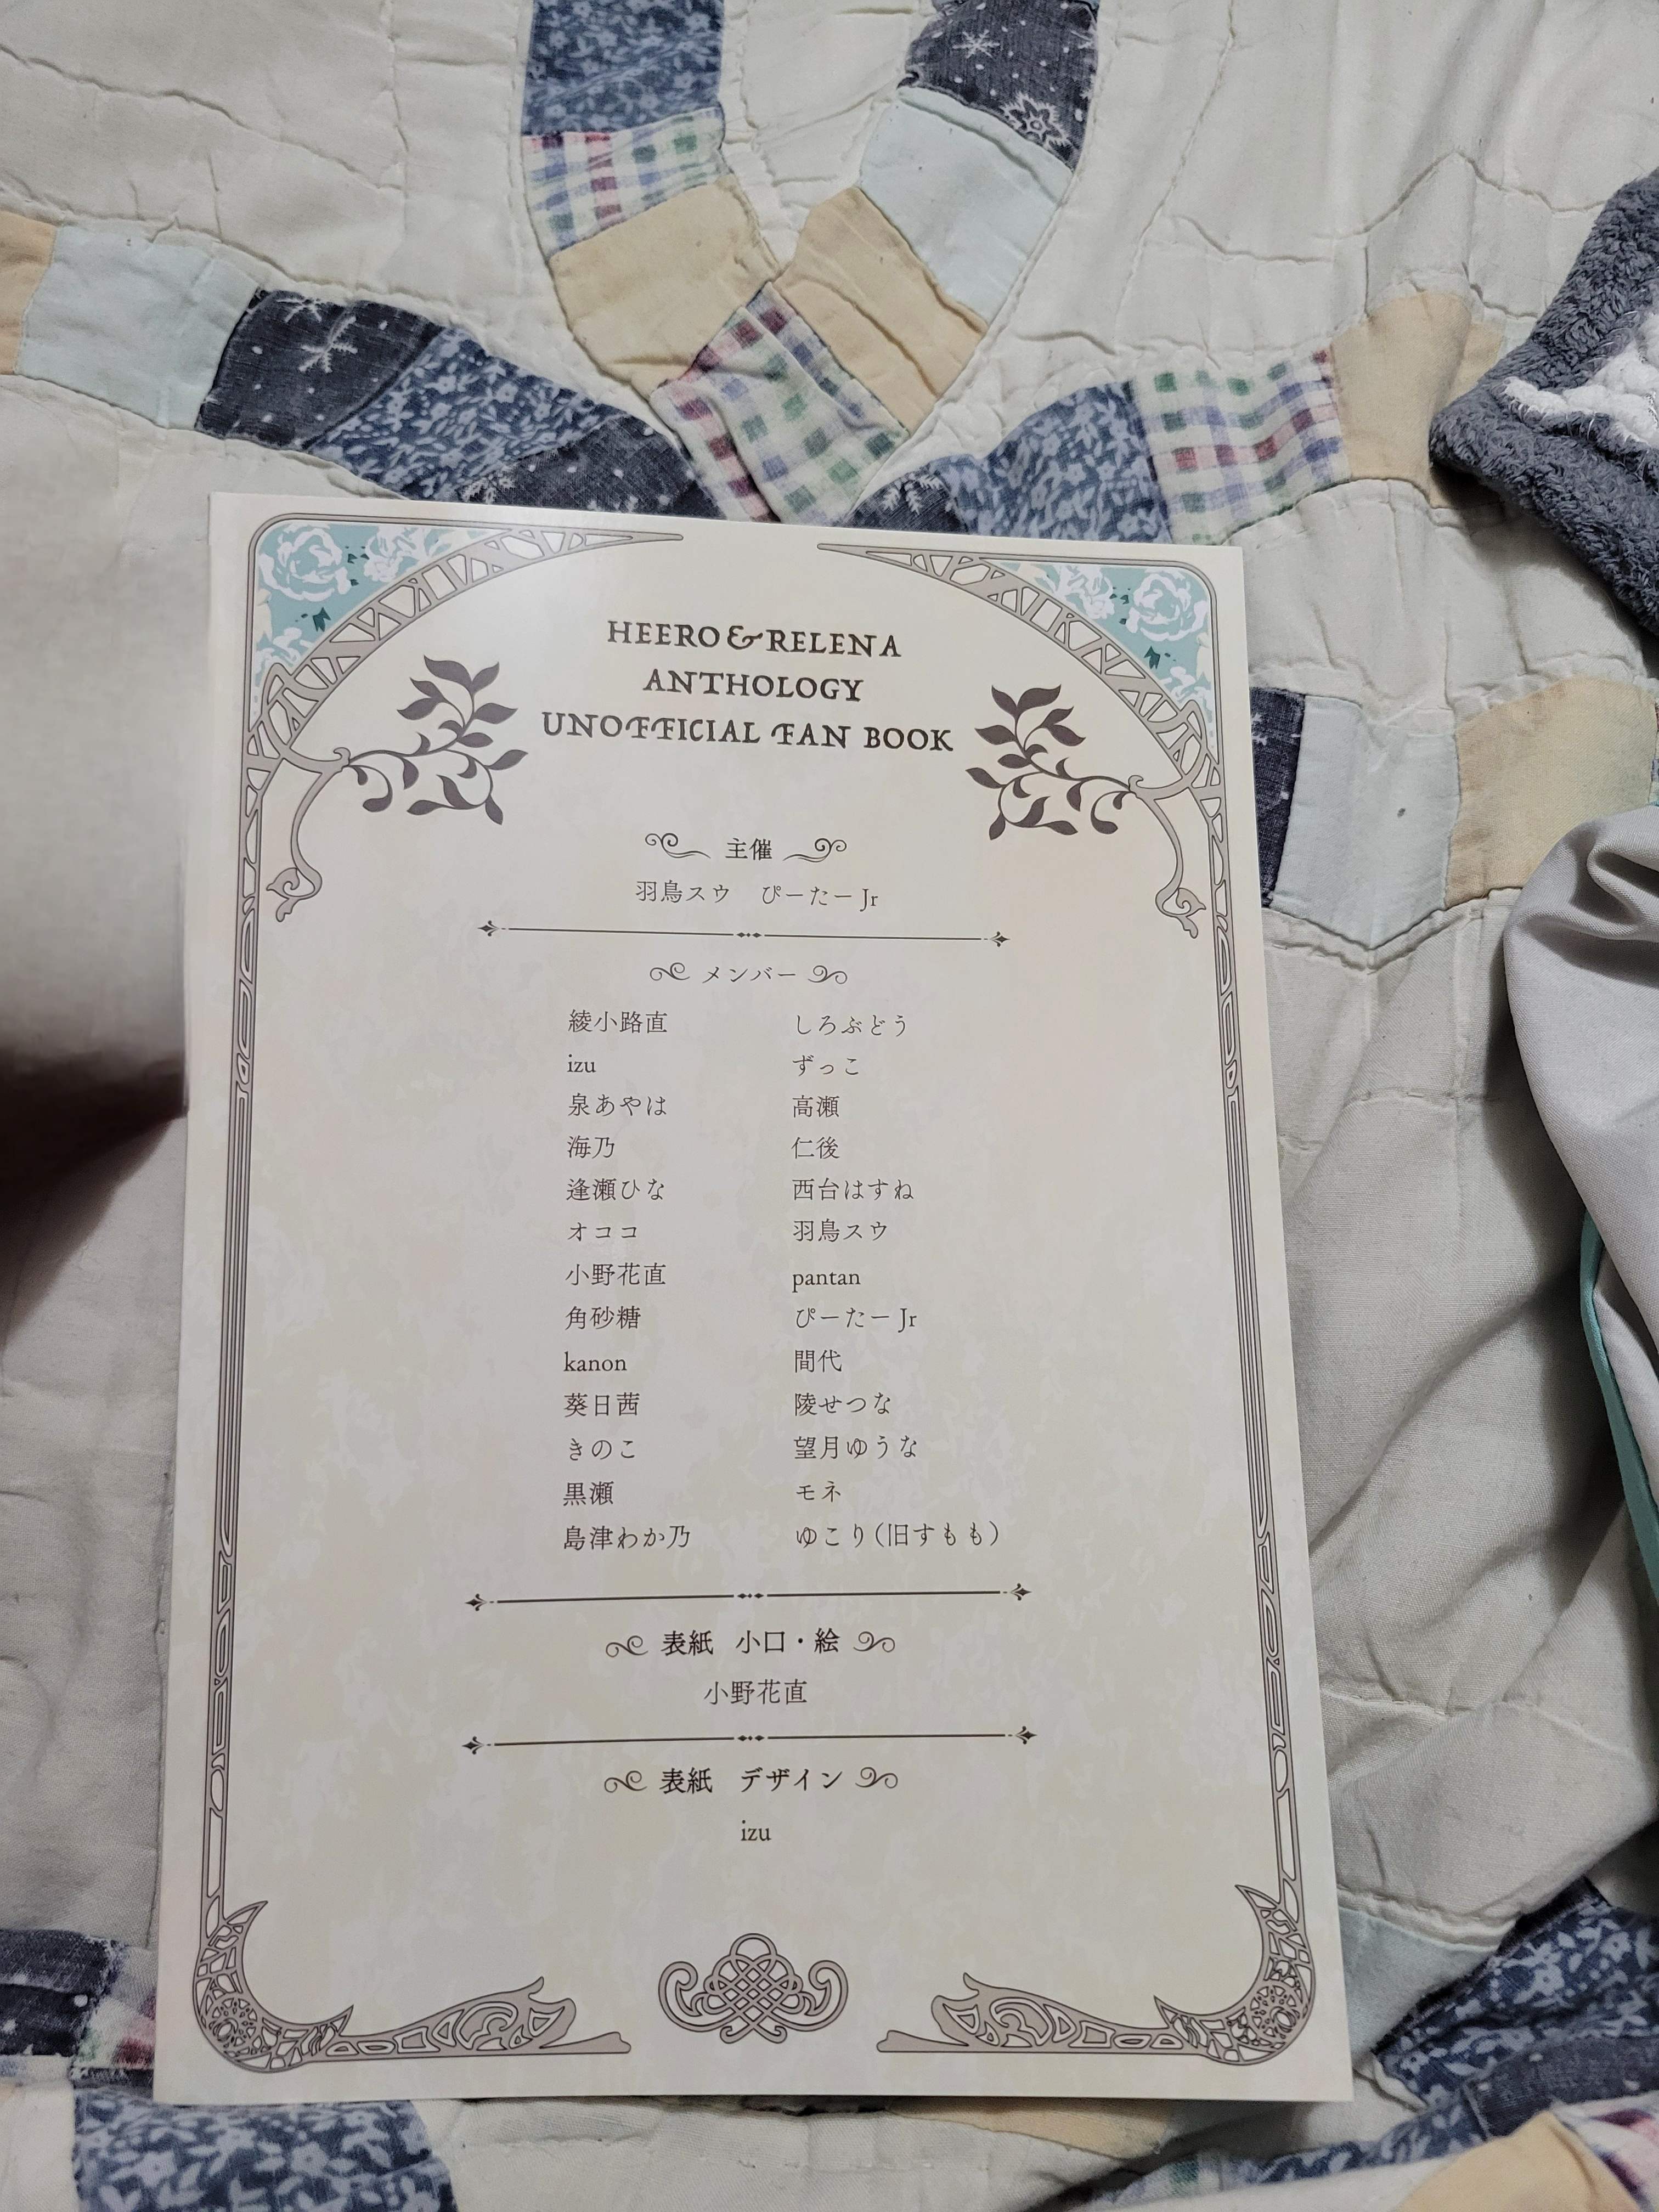 HEERO & RELENA
ANTHOLOGY
UNOFFICIAL FAN BOOK
主催
羽鳥スウ ぴーたーJr
メンバー
綾小路直
izu
泉あやは
海乃
逢瀬ひな
オココ
小野花直
角砂糖
kanon
葵日茜
きのこ
黒瀬
島津わか乃
しろぶどう
ずっこ
高瀬
仁後
西台はすね
羽鳥スウ
pantan
ぴーたーJr
間代
陵せつな
望月ゆうな
モネ
ゆこり(旧すもも)
表紙 小口・絵
小野花直
表紙 デザイン
izu